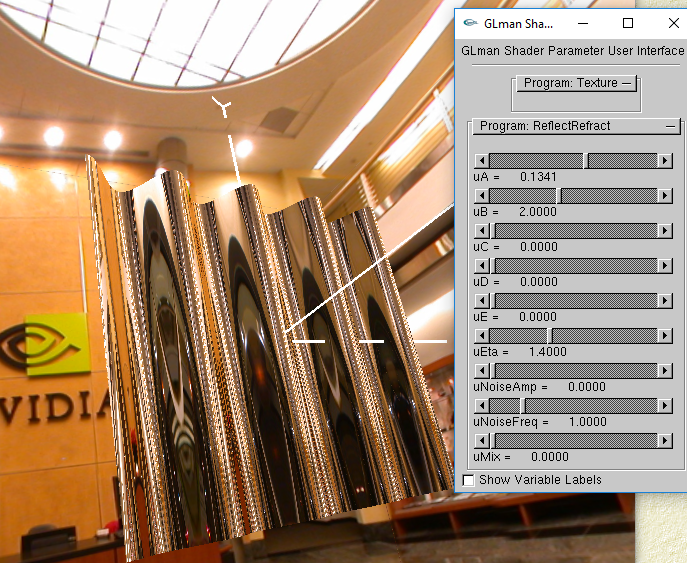 GLman Sha...
GLman Shader Parameter User Interface
Program: Texture
Program: ReflectRefract
uA = 0.1341
uB = 2.0000
uC = 0.0000
uD = 0.0000
uE = 0.0000
uEta = 1.4000
uNoiseAmp = 0.0000
uNoiseFreq = 1.0000
uMix = 0.0000
Show Variable Labels
Y
VIDIA